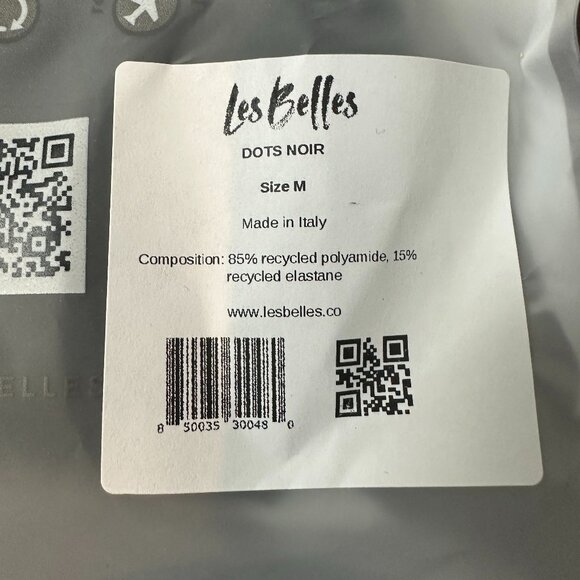 Les Belles
DOTS NOIR
Size M
Made in Italy
Composition: 85% recycled polyamide, 15%
recycled elastane
www.lesbelles.co
8 50035 30048 0
ELLES